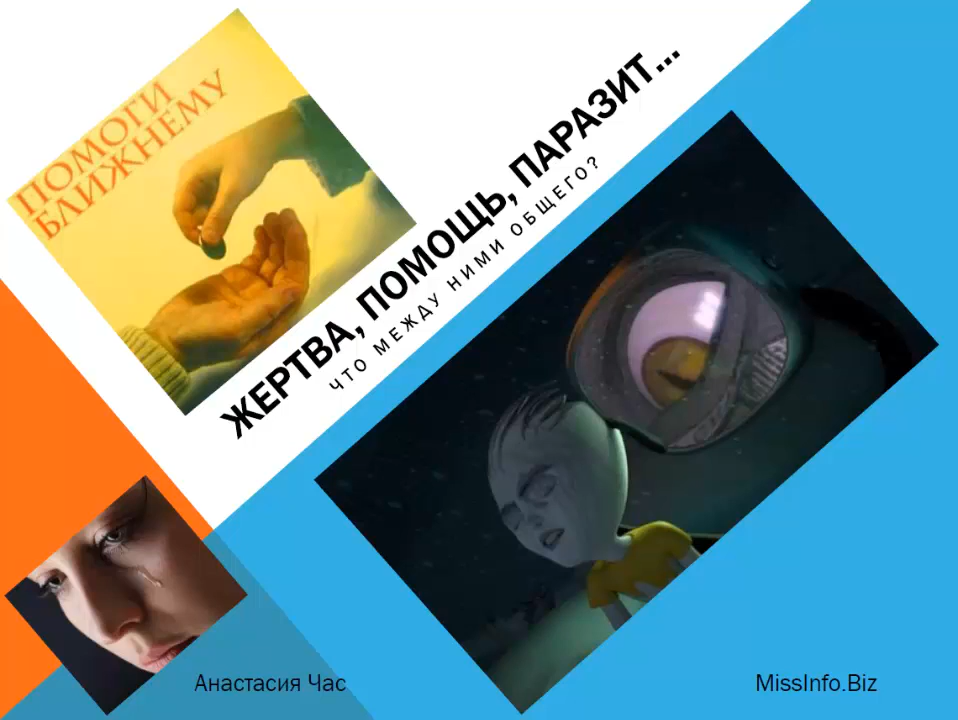 ПОМОГИ
БЛИЖНЕМУ
ЖЕРТВА, ПОМОЩЬ, ПАРАЗИТ...
ЧТО МЕЖДУ НИМИ ОБЩЕГО?
Анастасия Час
MissInfo.Biz